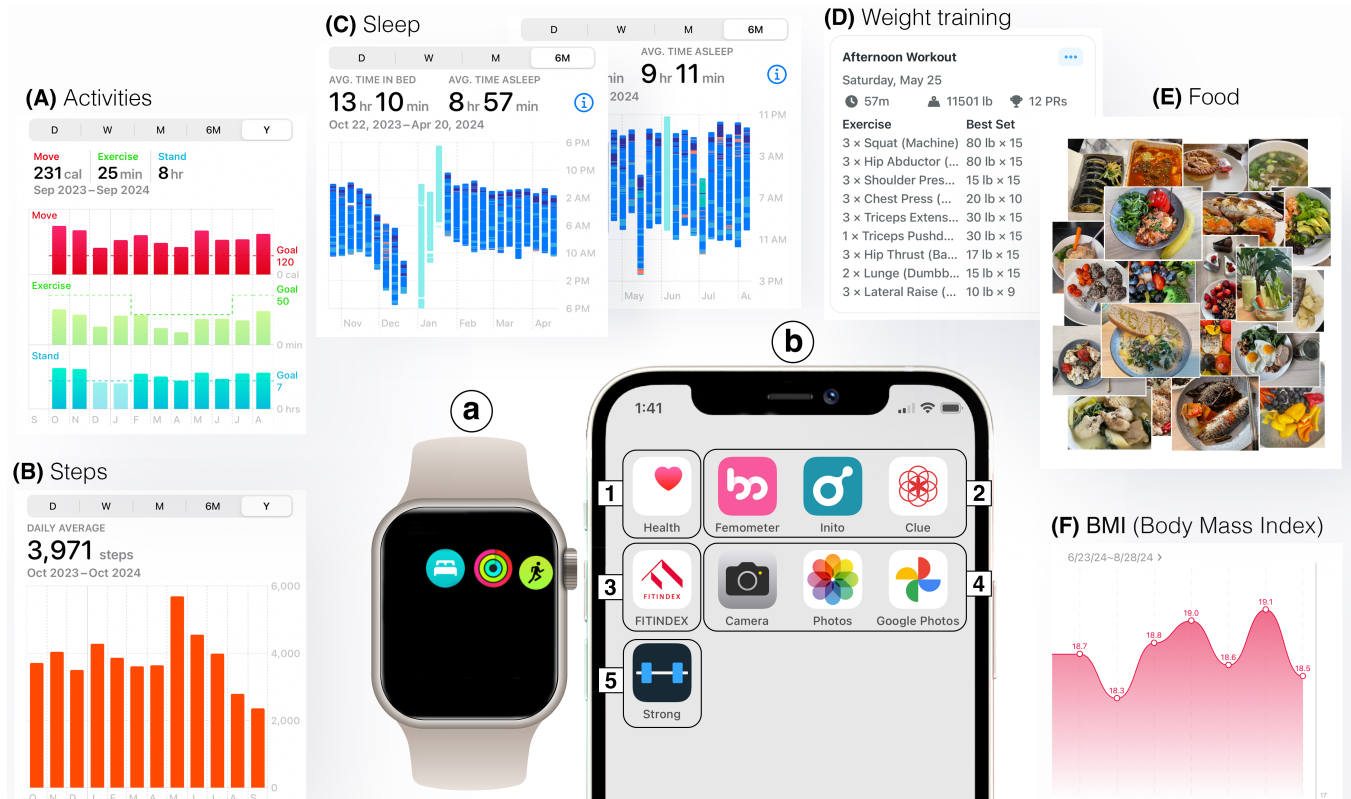 (A) Activities
D W M 6M Y
Move Exercise Stand
231 cal 25 min 8 hr
Sep 2023 – Sep 2024
Move
Goal
120
0 cal
Exercise
Goal
50
0 min
Stand
Goal
7
0 hrs
S O N D J F M A M J J A
(B) Steps
D W M 6M Y
DAILY AVERAGE
3,971 steps
Oct 2023 – Oct 2024
6,000
4,000
2,000
0
O N D J F M A M J J A S
(C) Sleep
D W M 6M
AVG. TIME IN BED AVG. TIME ASLEEP
13 hr 10 min 8 hr 57 min
Oct 22, 2023 – Apr 20, 2024
6 PM
10 PM
2 AM
6 AM
10 AM
2 PM
6 PM
Nov Dec Jan Feb Mar Apr
D W M 6M
AVG. TIME ASLEEP
min 9 hr 11 min
2024
11 PM
3 AM
7 AM
11 AM
3 PM
May Jun Jul Au
(D) Weight training
Afternoon Workout
Saturday, May 25
57m 11501 lb 12 PRs
Exercise Best Set
3 × Squat (Machine) 80 lb × 15
3 × Hip Abductor (... 80 lb × 15
3 × Shoulder Pres... 15 lb × 15
3 × Chest Press (... 20 lb × 10
3 × Triceps Extens... 30 lb × 15
1 × Triceps Pushd... 30 lb × 15
3 × Hip Thrust (Ba... 17 lb × 15
2 × Lunge (Dumbb... 15 lb × 15
3 × Lateral Raise (... 10 lb × 9
(E) Food
a
b
1:41
1
Health
Femometer Inito Clue
2
3
FITINDEX
FITINDEX
Camera Photos Google Photos
4
5
Strong
(F) BMI (Body Mass Index)
6/23/24~8/28/24 >
18.7
18.3
18.8
19.0
18.6
19.1
18.5
17